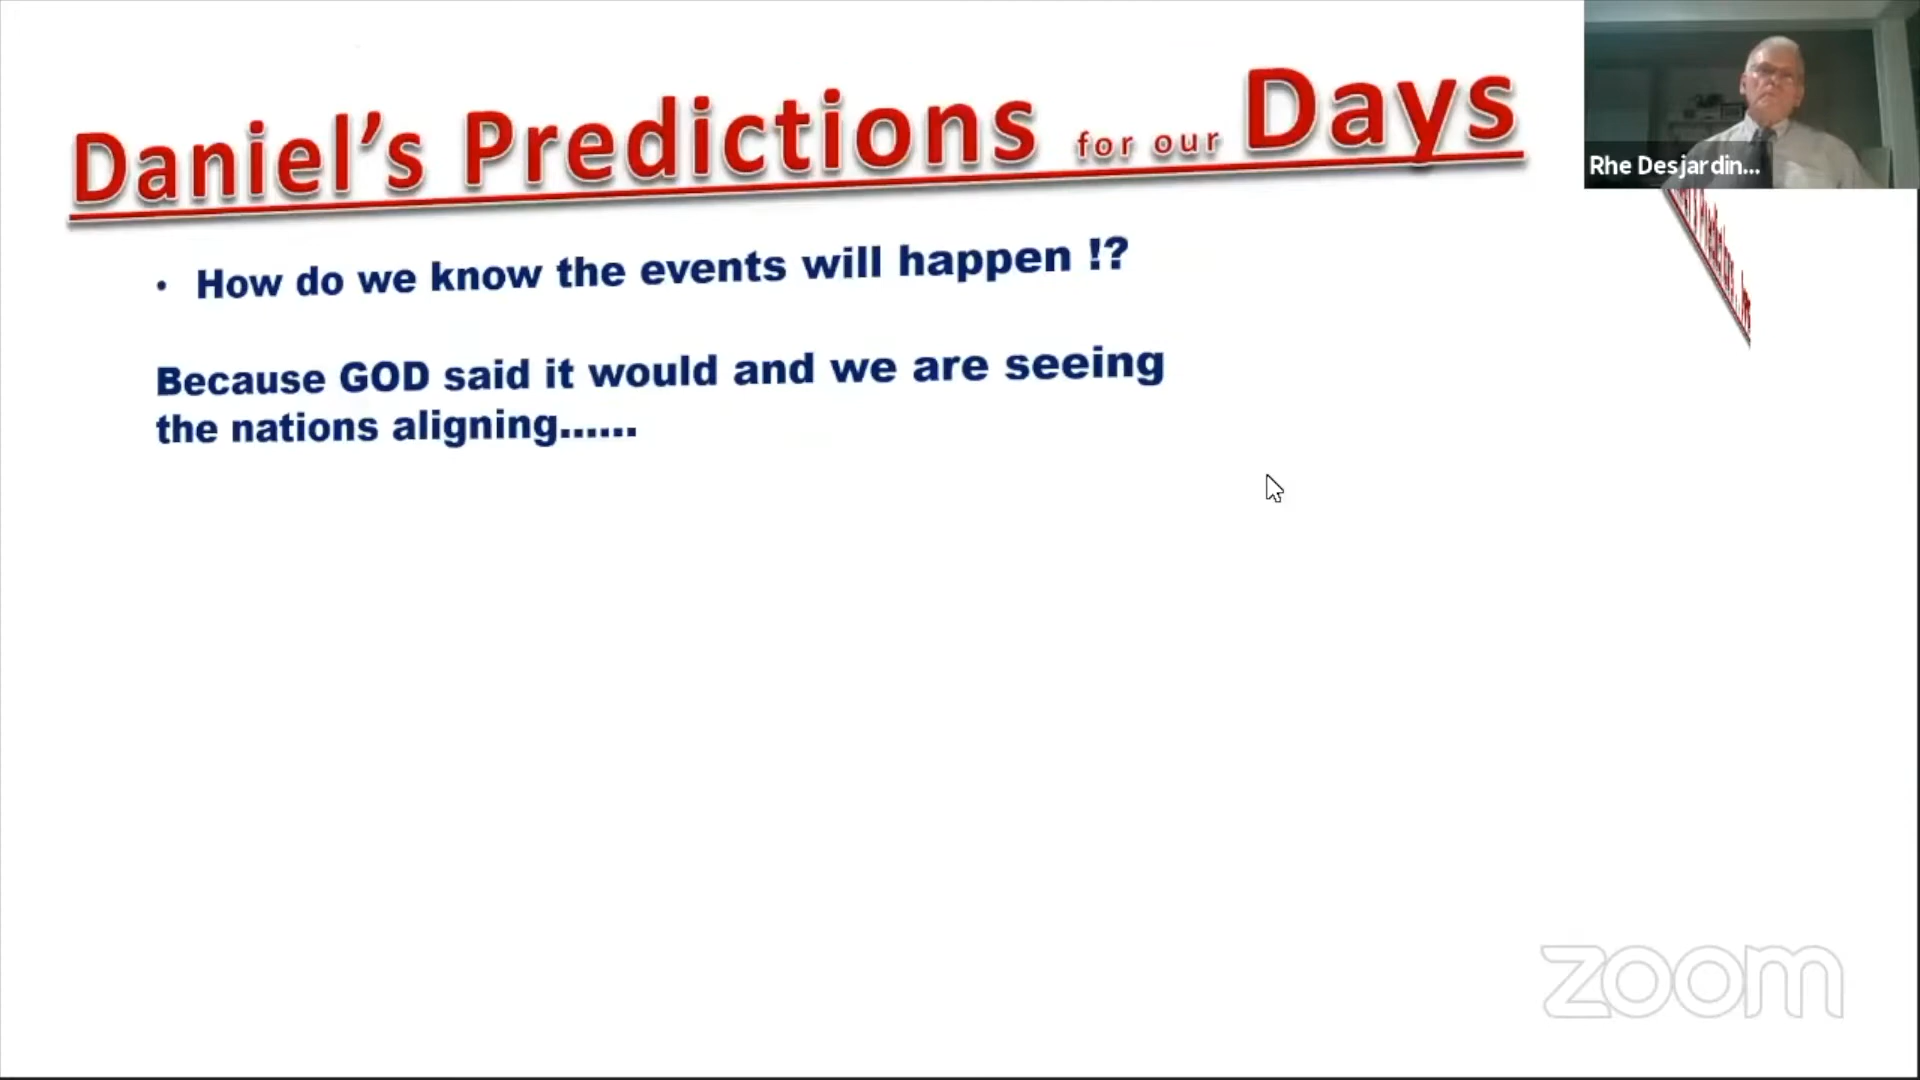 Daniel's Predictions for our Days
Rhe Desjardin...
• How do we know the events will happen !?
Because GOD said it would and we are seeing
the nations aligning......
zoom